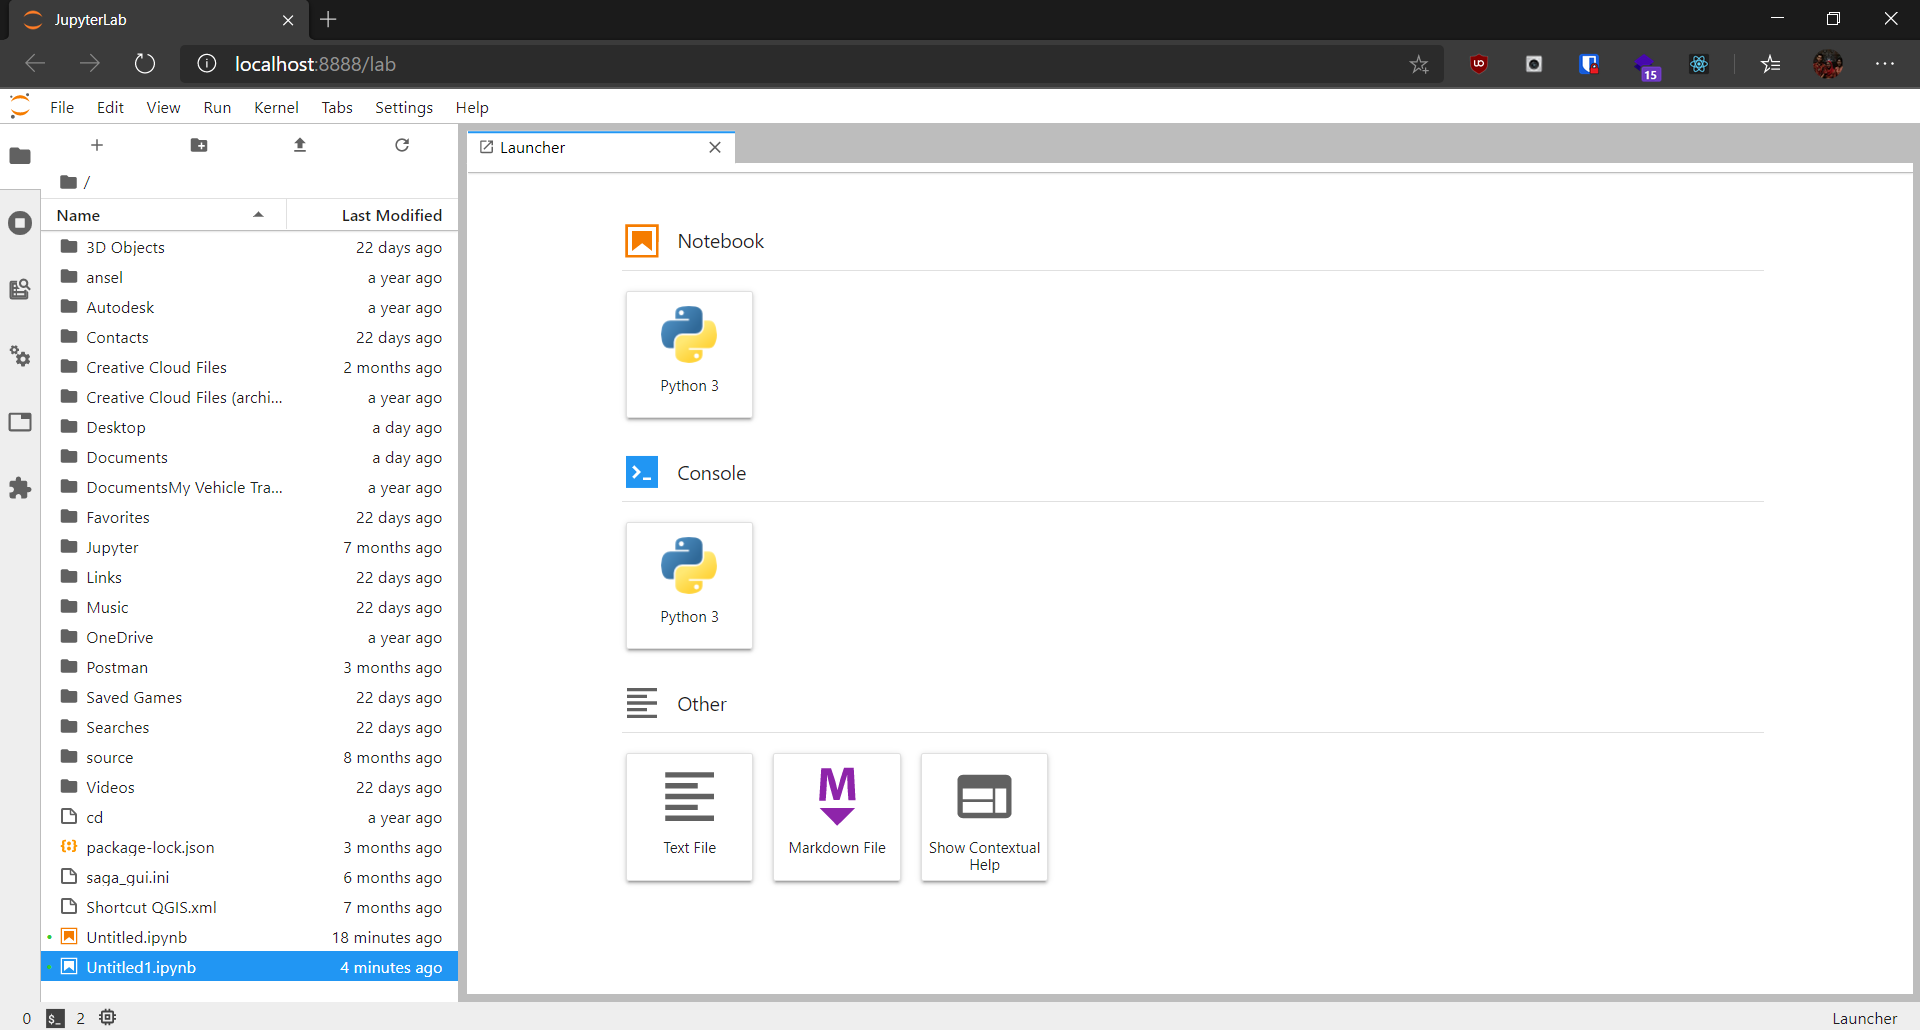 JupyterLab
localhost:8888/lab
15
File Edit View Run Kernel Tabs Settings Help
Launcher
/
Name Last Modified
3D Objects 22 days ago
ansel a year ago
Autodesk a year ago
Contacts 22 days ago
Creative Cloud Files 2 months ago
Creative Cloud Files (archi... a year ago
Desktop a day ago
Documents a day ago
DocumentsMy Vehicle Tra... a year ago
Favorites 22 days ago
Jupyter 7 months ago
Links 22 days ago
Music 22 days ago
OneDrive a year ago
Postman 3 months ago
Saved Games 22 days ago
Searches 22 days ago
source 8 months ago
Videos 22 days ago
cd a year ago
package-lock.json 3 months ago
saga_gui.ini 6 months ago
Shortcut QGIS.xml 7 months ago
Untitled.ipynb 18 minutes ago
Untitled1.ipynb 4 minutes ago
Notebook
Python 3
Console
Python 3
Other
Text File
Markdown File
Show Contextual
Help
0 $_ 2
Launcher